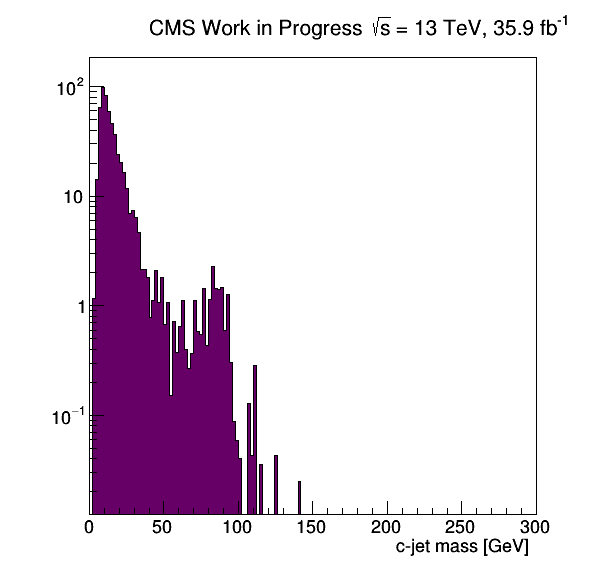 CMS Work in Progress √s = 13 TeV, 35.9 fb⁻¹
10²
10
1
10⁻¹
0 50 100 150 200 250 300
c-jet mass [GeV]